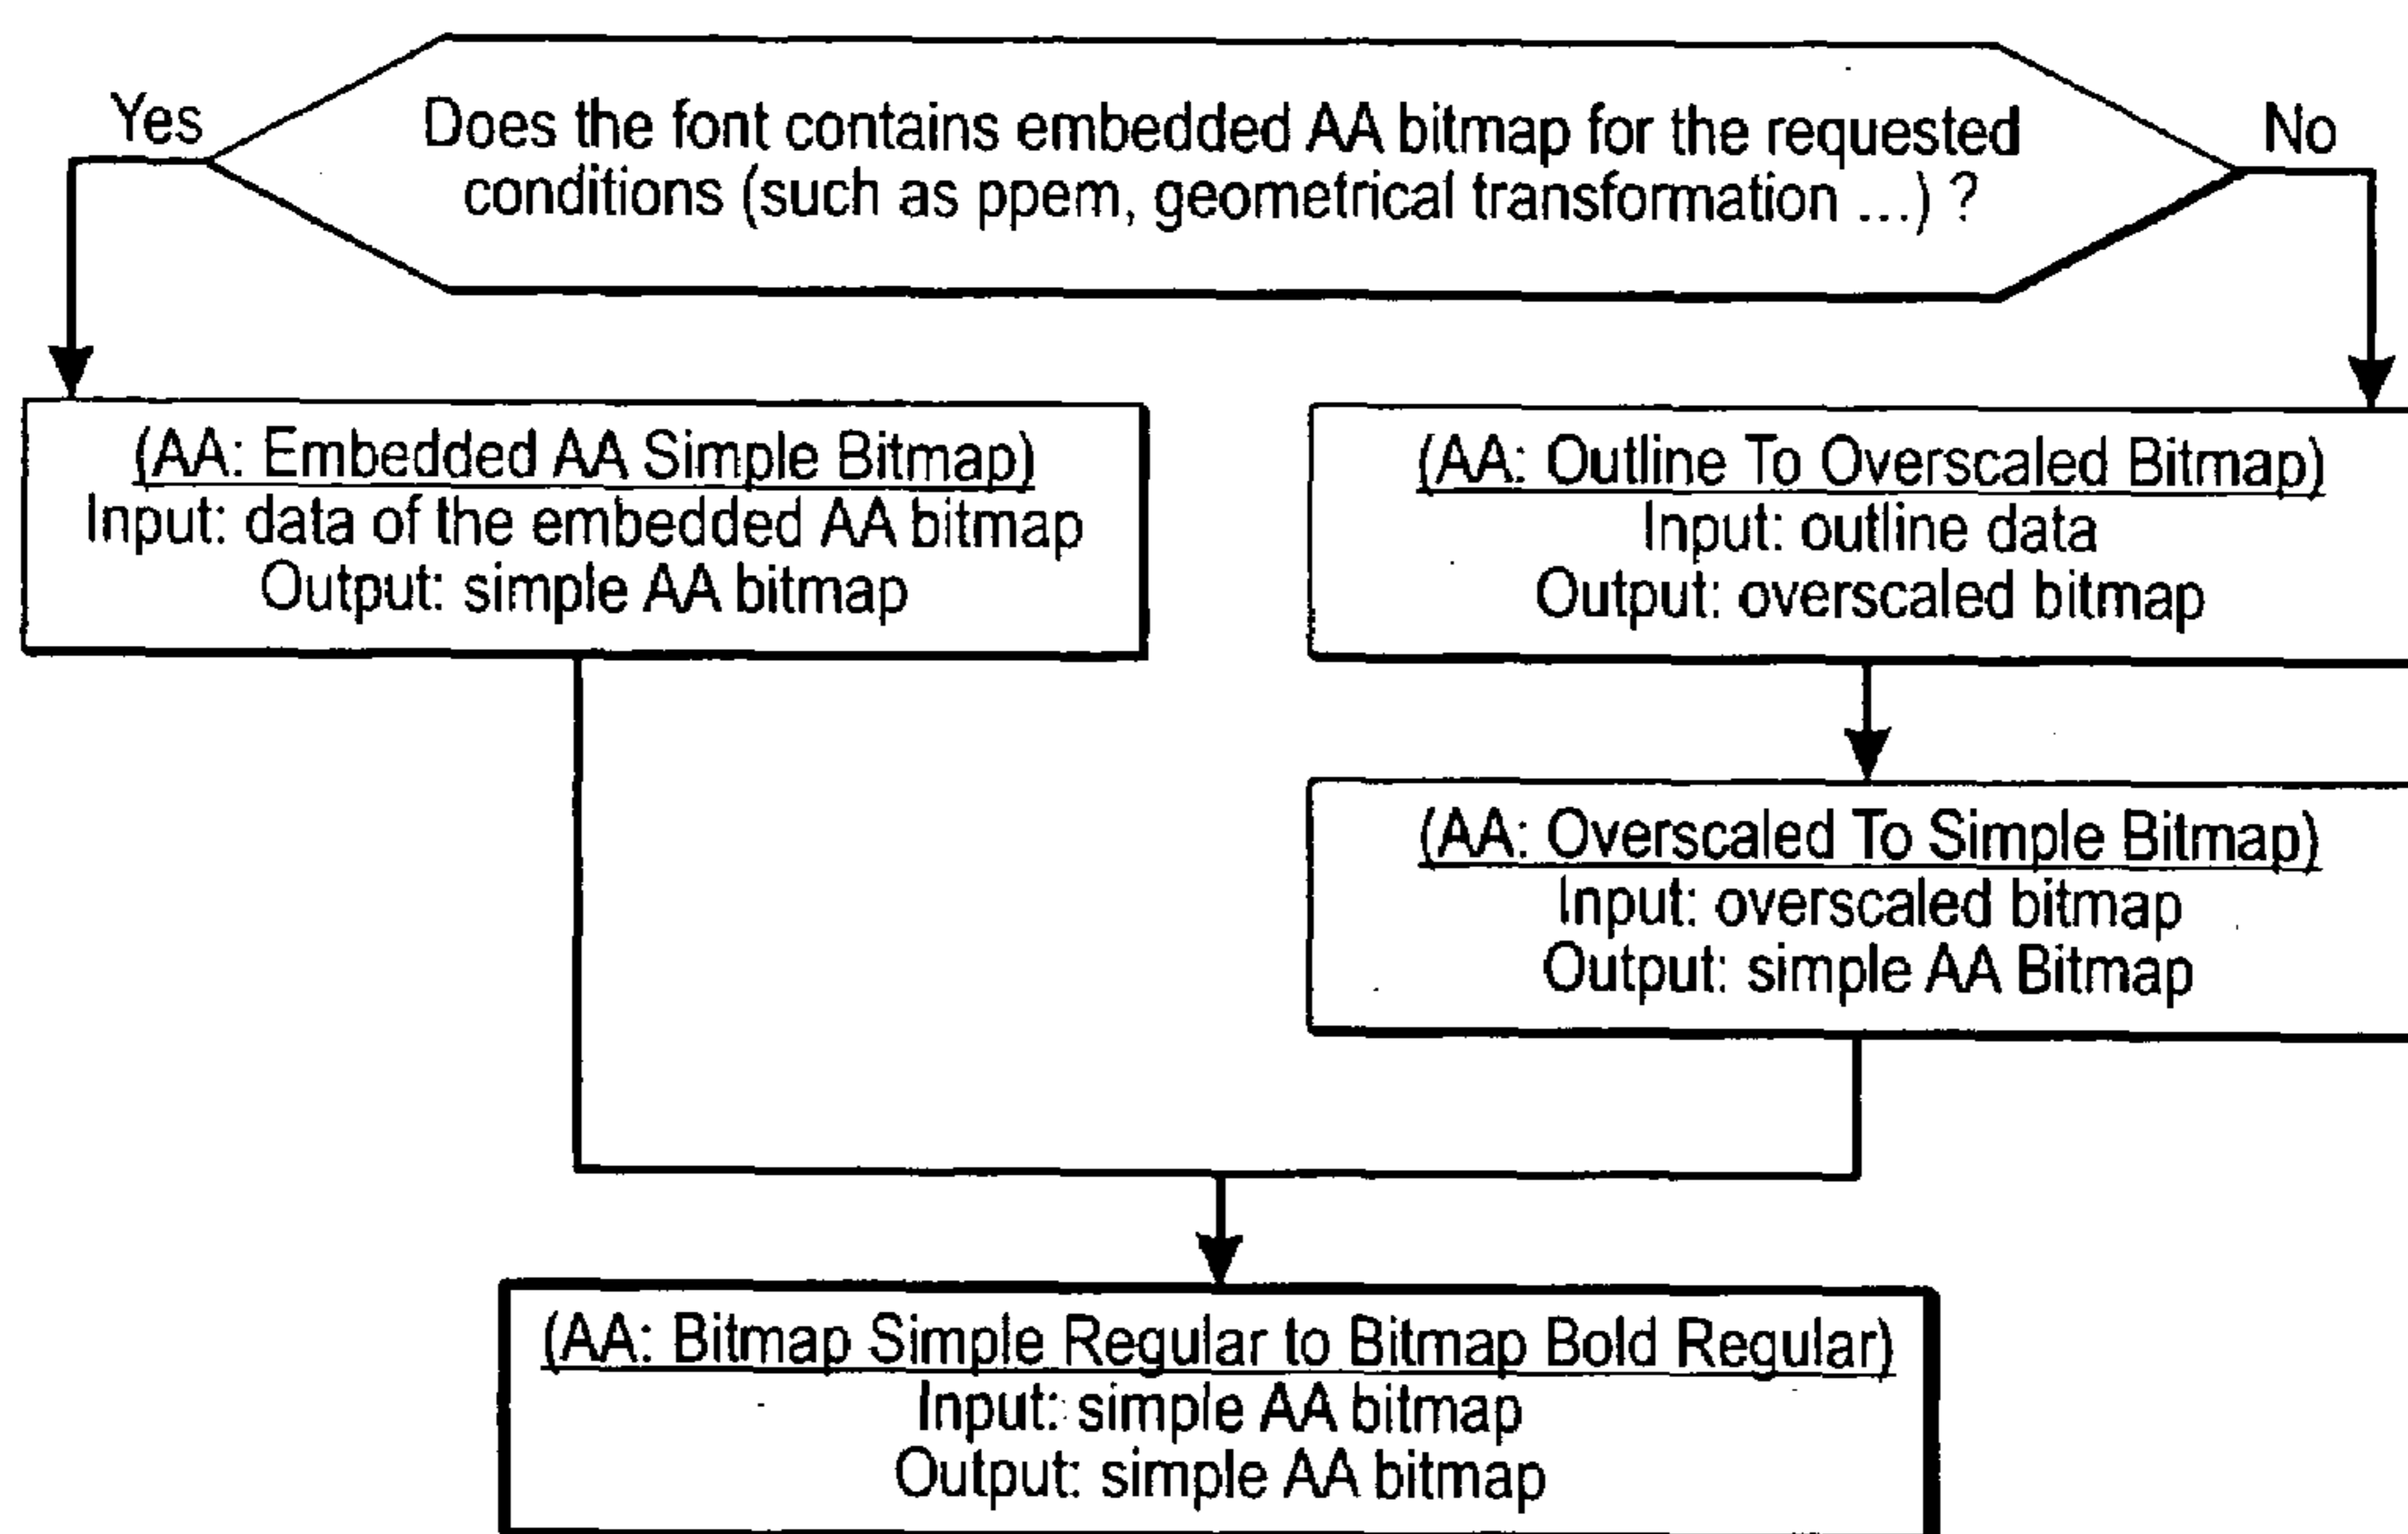 Yes
Does the font contains embedded AA bitmap for the requested
conditions (such as ppem, geometrical transformation ...) ?
No
(AA: Embedded AA Simple Bitmap)
Input: data of the embedded AA bitmap
Output: simple AA bitmap
(AA: Outline To Overscaled Bitmap)
Input: outline data
Output: overscaled bitmap
(AA: Overscaled To Simple Bitmap)
Input: overscaled bitmap
Output: simple AA Bitmap
(AA: Bitmap Simple Regular to Bitmap Bold Regular)
Input: simple AA bitmap
Output: simple AA bitmap